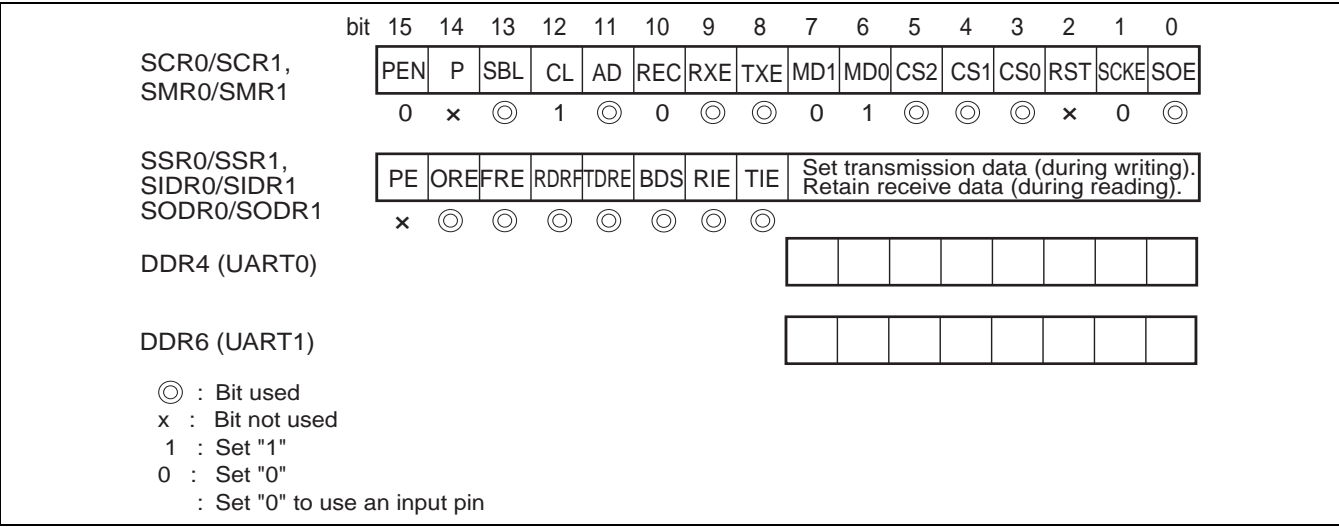 bit 15 14 13 12 11 10 9 8 7 6 5 4 3 2 1 0
SCR0/SCR1,
SMR0/SMR1
PEN P SBL CL AD REC RXE TXE MD1 MD0 CS2 CS1 CS0 RST SCKE SOE
0 × ◎ 1 ◎ 0 ◎ ◎ 0 1 ◎ ◎ ◎ × 0 ◎
SSR0/SSR1,
SIDR0/SIDR1
SODR0/SODR1
PE ORE FRE RDRF TDRE BDS RIE TIE
Set transmission data (during writing).
Retain receive data (during reading).
× ◎ ◎ ◎ ◎ ◎ ◎ ◎
DDR4 (UART0)
DDR6 (UART1)
◎ : Bit used
x : Bit not used
1 : Set "1"
0 : Set "0"
: Set "0" to use an input pin